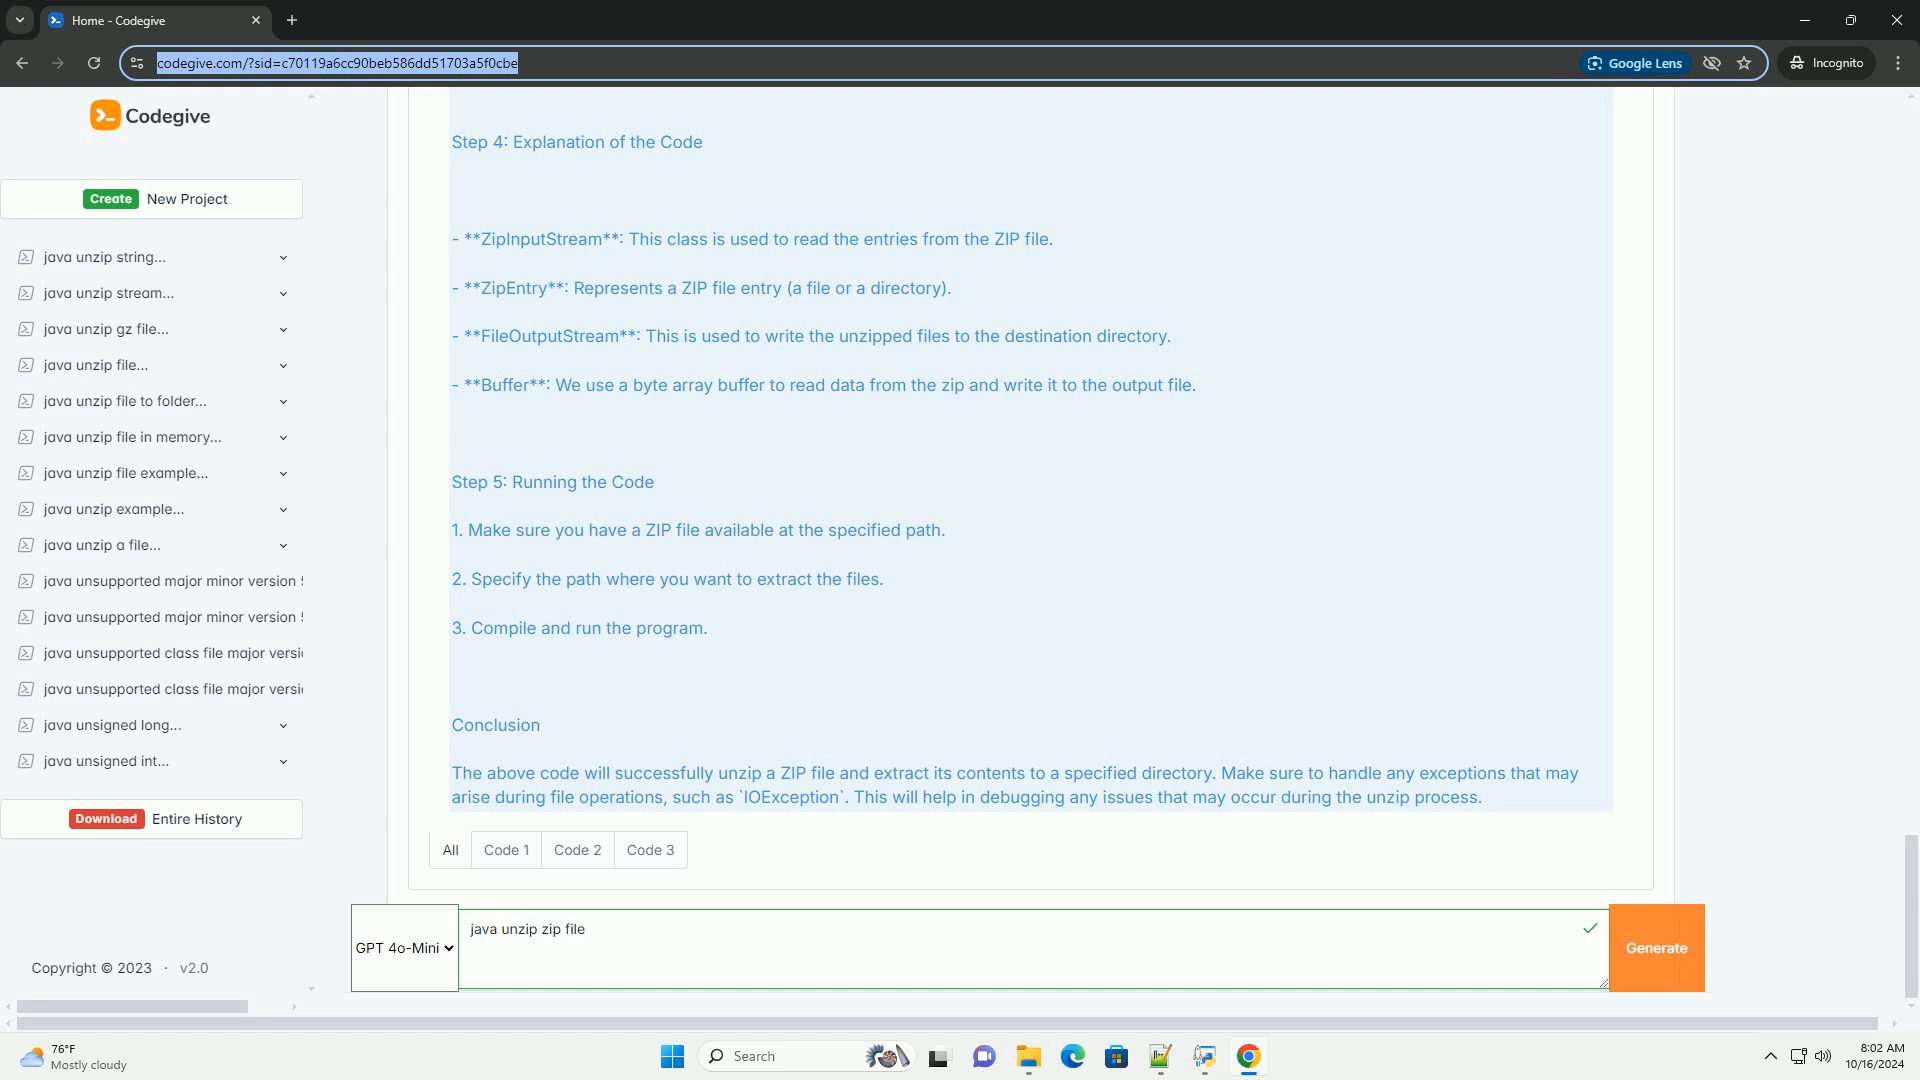 Home - Codegive
codegive.com/?sid=c70119a6cc90beb586dd51703a5f0cbe
Google Lens
Incognito
Codegive
Create New Project
java unzip string...
java unzip stream...
java unzip gz file...
java unzip file...
java unzip file to folder...
java unzip file in memory...
java unzip file example...
java unzip example...
java unzip a file...
java unsupported major minor version
java unsupported major minor version
java unsupported class file major versi
java unsupported class file major versi
java unsigned long...
java unsigned int...
Download Entire History
Copyright © 2023 · v2.0
Step 4: Explanation of the Code
- **ZipInputStream**: This class is used to read the entries from the ZIP file.
- **ZipEntry**: Represents a ZIP file entry (a file or a directory).
- **FileOutputStream**: This is used to write the unzipped files to the destination directory.
- **Buffer**: We use a byte array buffer to read data from the zip and write it to the output file.
Step 5: Running the Code
1. Make sure you have a ZIP file available at the specified path.
2. Specify the path where you want to extract the files.
3. Compile and run the program.
Conclusion
The above code will successfully unzip a ZIP file and extract its contents to a specified directory. Make sure to handle any exceptions that may
arise during file operations, such as `IOException`. This will help in debugging any issues that may occur during the unzip process.
All Code 1 Code 2 Code 3
GPT 4o-Mini
java unzip zip file
Generate
76°F
Mostly cloudy
Search
8:02 AM
10/16/2024